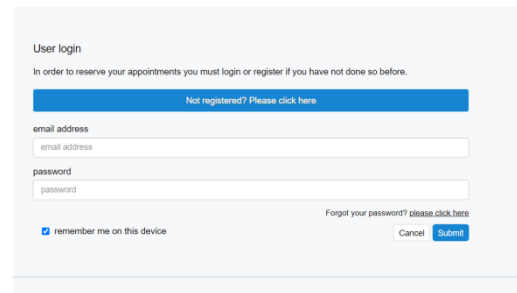 User login
In order to reserve your appointments you must login or register if you have not done so before.
Not registered? Please click here
email address
email address
password
password
Forgot your password? please click here
remember me on this device
Cancel
Submit